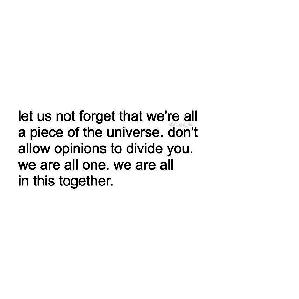 let us not forget that we're all
a piece of the universe. don't
allow opinions to divide you.
we are all one. we are all
in this together.